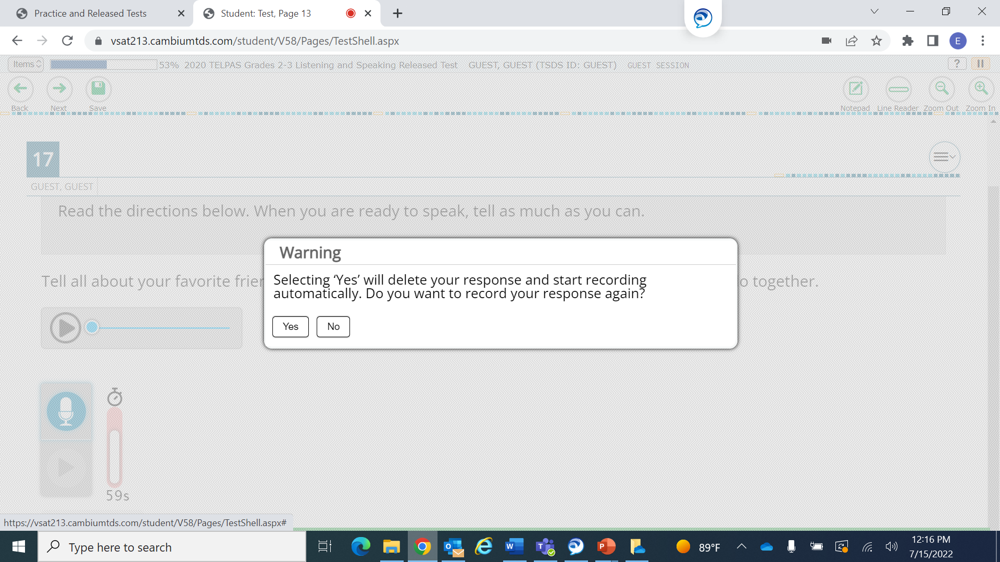 Practice and Released Tests
Student: Test, Page 13
vsat213.cambiumtds.com/student/V58/Pages/TestShell.aspx
E
Items
53% 2020 TELPAS Grades 2-3 Listening and Speaking Released Test GUEST, GUEST (TSDS ID: GUEST) GUEST SESSION
?
Back Next Save
Notepad Line Reader Zoom Out Zoom In
17
GUEST, GUEST
Read the directions below. When you are ready to speak, tell as much as you can.
Warning
Selecting ‘Yes’ will delete your response and start recording
automatically. Do you want to record your response again?
Yes No
Tell all about your favorite
together.
59s
https://vsat213.cambiumtds.com/student/V58/Pages/TestShell.aspx#
Type here to search
89°F
12:16 PM
7/15/2022